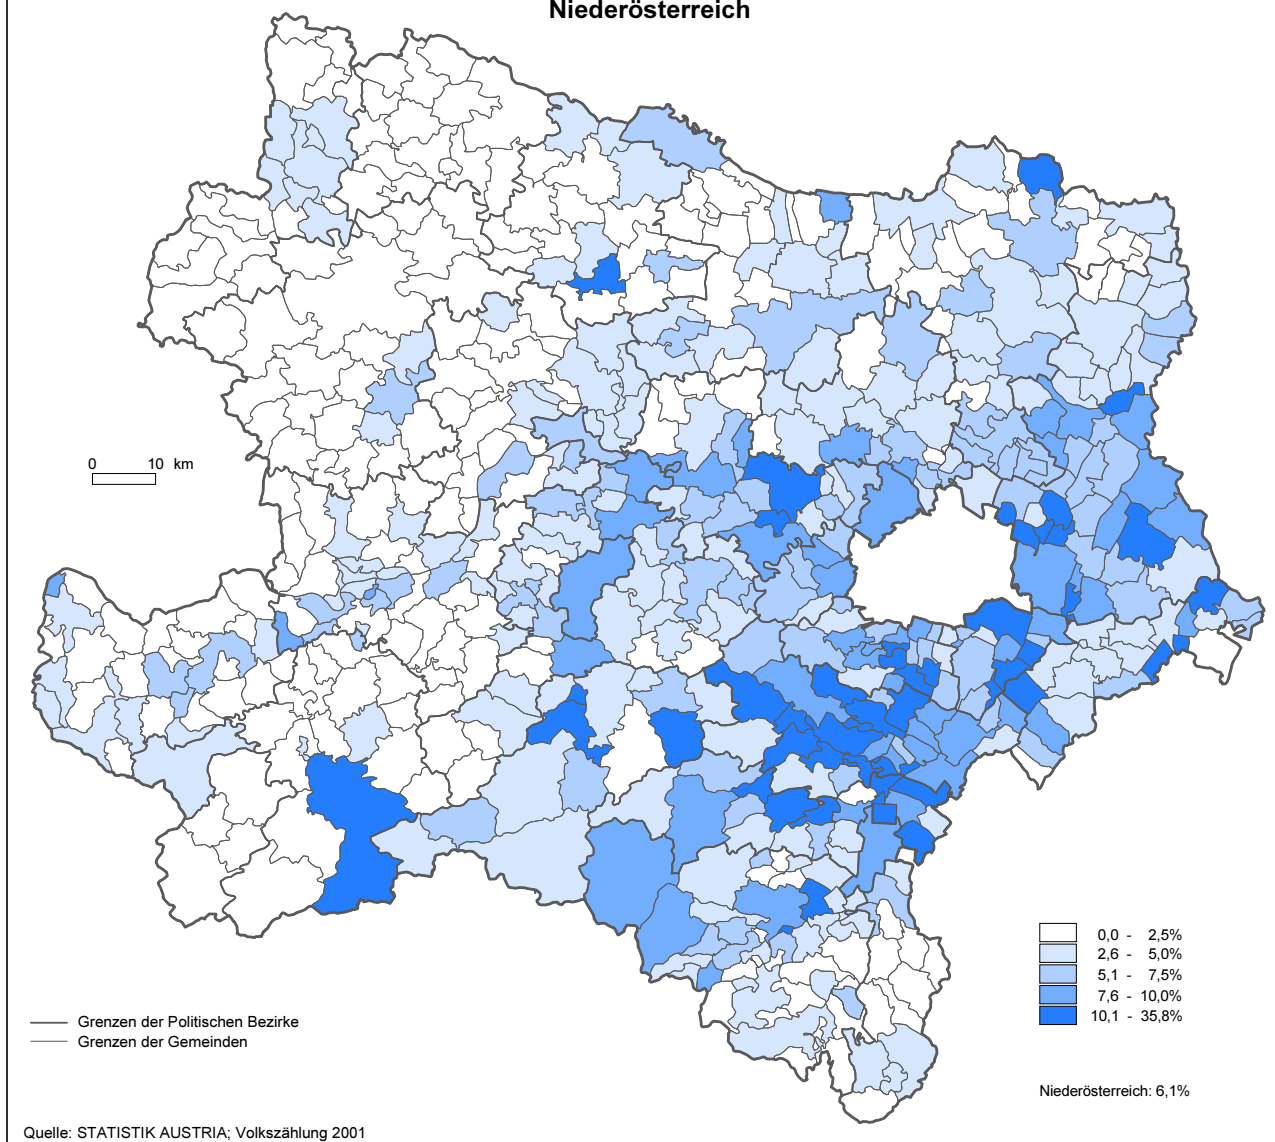 Niederösterreich
0 10 km
0,0 - 2,5%
2,6 - 5,0%
5,1 - 7,5%
7,6 - 10,0%
10,1 - 35,8%
Grenzen der Politischen Bezirke
Grenzen der Gemeinden
Niederösterreich: 6,1%
Quelle: STATISTIK AUSTRIA; Volkszählung 2001